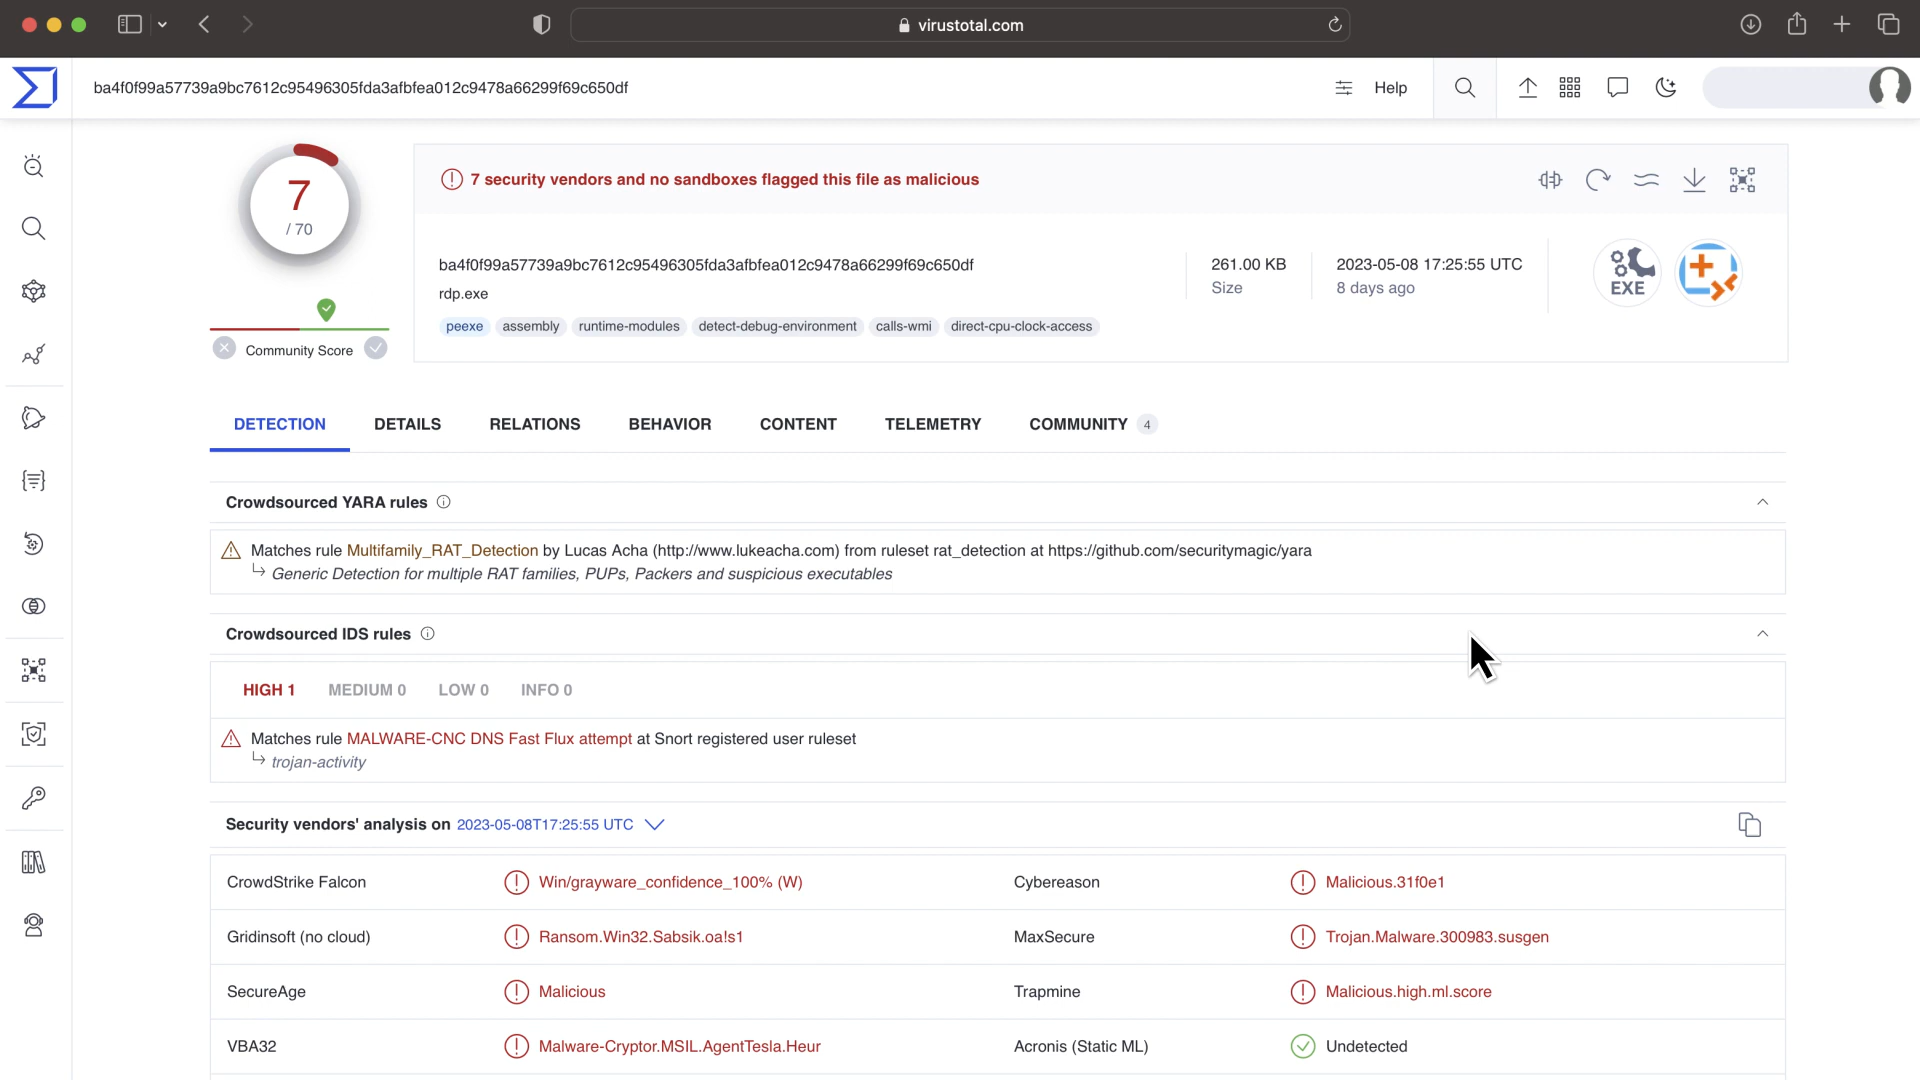 virustotal.com
ba4f0f99a57739a9bc7612c95496305fda3afbfea012c9478a66299f69c650df
Help
7
/ 70
Community Score
7 security vendors and no sandboxes flagged this file as malicious
ba4f0f99a57739a9bc7612c95496305fda3afbfea012c9478a66299f69c650df
rdp.exe
261.00 KB
Size
2023-05-08 17:25:55 UTC
8 days ago
EXE
peexe assembly runtime-modules detect-debug-environment calls-wmi direct-cpu-clock-access
DETECTION DETAILS RELATIONS BEHAVIOR CONTENT TELEMETRY COMMUNITY 4
Crowdsourced YARA rules
Matches rule Multifamily_RAT_Detection by Lucas Acha (http://www.lukeacha.com) from ruleset rat_detection at https://github.com/securitymagic/yara
Generic Detection for multiple RAT families, PUPs, Packers and suspicious executables
Crowdsourced IDS rules
HIGH 1 MEDIUM 0 LOW 0 INFO 0
Matches rule MALWARE-CNC DNS Fast Flux attempt at Snort registered user ruleset
trojan-activity
Security vendors' analysis on 2023-05-08T17:25:55 UTC
CrowdStrike Falcon Win/grayware_confidence_100% (W) Cybereason Malicious.31f0e1
Gridinsoft (no cloud) Ransom.Win32.Sabsik.oa!s1 MaxSecure Trojan.Malware.300983.susgen
SecureAge Malicious Trapmine Malicious.high.ml.score
VBA32 Malware-Cryptor.MSIL.AgentTesla.Heur Acronis (Static ML) Undetected